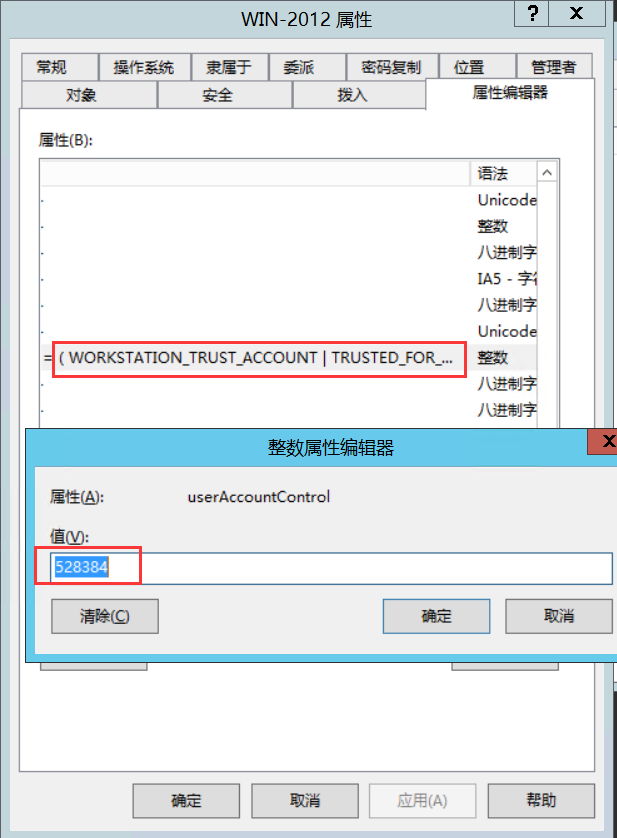 WIN-2012 属性
? x
常规 操作系统 隶属于 委派 密码复制 位置 管理者
对象 安全 拨入 属性编辑器
属性(B):
语法
Unicode
整数
八进制字
IA5 - 字符
八进制字
Unicode
= ( WORKSTATION_TRUST_ACCOUNT | TRUSTED_FOR_... 整数
八进制字
八进制字
整数属性编辑器 x
属性(A): userAccountControl
值(V):
528384
清除(C) 确定 取消
确定 取消 应用(A) 帮助